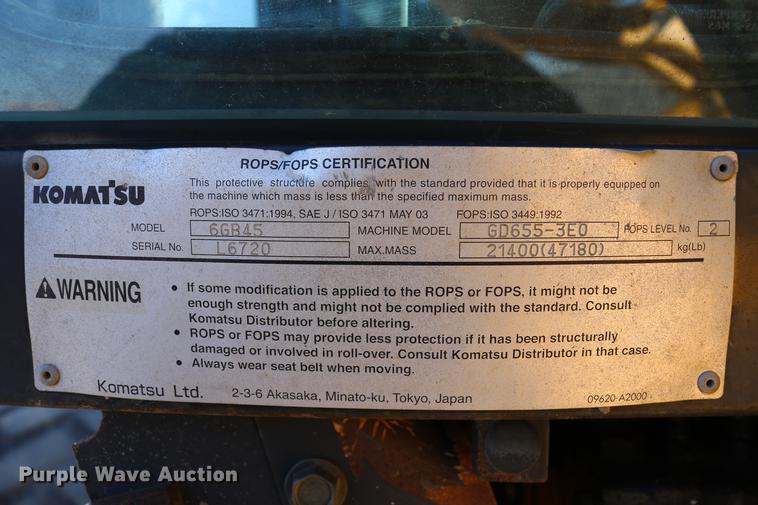 ROPS/FOPS CERTIFICATION
KOMATSU
This protective structure complies with the standard provided that it is properly equipped on
the machine which mass is less than the specified maximum mass.
ROPS:ISO 3471:1994, SAE J / ISO 3471 MAY 03 FOPS:ISO 3449:1992
MODEL 6GB45 MACHINE MODEL GD655-3E0 FOPS LEVEL No. 2
SERIAL No. L6720 MAX.MASS 21400(47180) kg(Lb)
WARNING
• If some modification is applied to the ROPS or FOPS, it might not be
enough strength and might not be complied with the standard. Consult
Komatsu Distributor before altering.
• ROPS or FOPS may provide less protection if it has been structurally
damaged or involved in roll-over. Consult Komatsu Distributor in that case.
• Always wear seat belt when moving.
Komatsu Ltd. 2-3-6 Akasaka, Minato-ku, Tokyo, Japan 09620-A2000
Purple Wave Auction